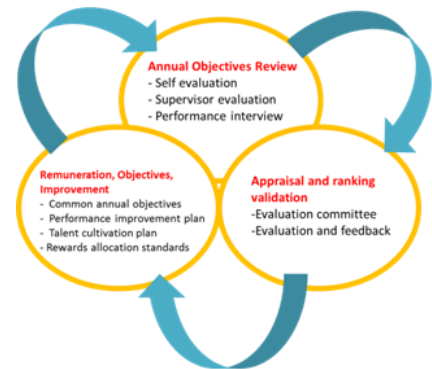 Annual Objectives Review
- Self evaluation
- Supervisor evaluation
- Performance interview
Remuneration, Objectives,
Improvement
- Common annual objectives
- Performance improvement plan
- Talent cultivation plan
- Rewards allocation standards
Appraisal and ranking
validation
-Evaluation committee
-Evaluation and feedback